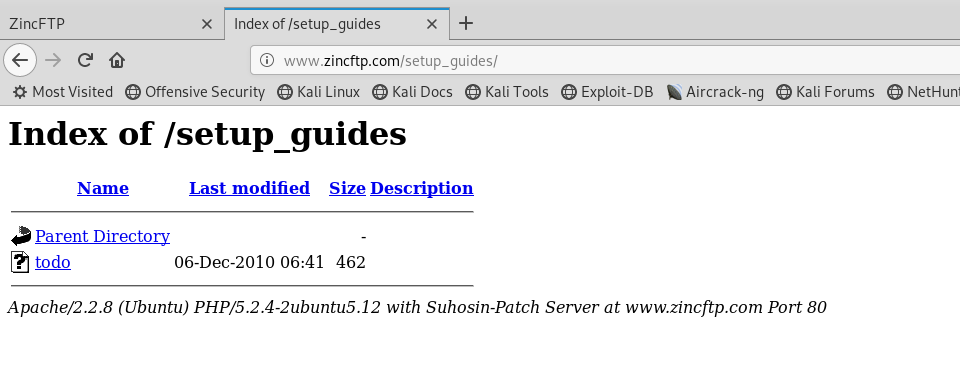 ZincFTP
Index of /setup_guides
www.zincftp.com/setup_guides/
Most Visited Offensive Security Kali Linux Kali Docs Kali Tools Exploit-DB Aircrack-ng Kali Forums NetHunt
Index of /setup_guides
Name Last modified Size Description
Parent Directory -
todo 06-Dec-2010 06:41 462
Apache/2.2.8 (Ubuntu) PHP/5.2.4-2ubuntu5.12 with Suhosin-Patch Server at www.zincftp.com Port 80